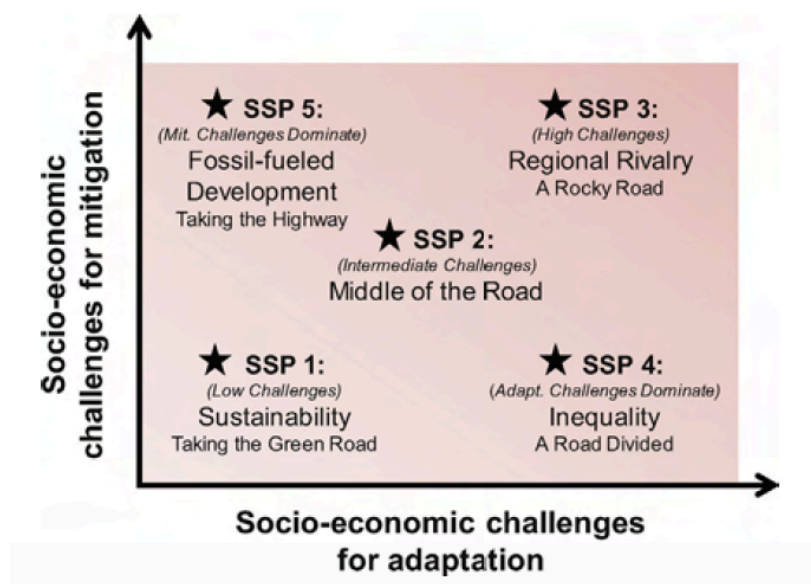 Socio-economic
challenges for mitigation
SSP 5:
(Mit. Challenges Dominate)
Fossil-fueled
Development
Taking the Highway
SSP 3:
(High Challenges)
Regional Rivalry
A Rocky Road
SSP 2:
(Intermediate Challenges)
Middle of the Road
SSP 1:
(Low Challenges)
Sustainability
Taking the Green Road
SSP 4:
(Adapt. Challenges Dominate)
Inequality
A Road Divided
Socio-economic challenges
for adaptation